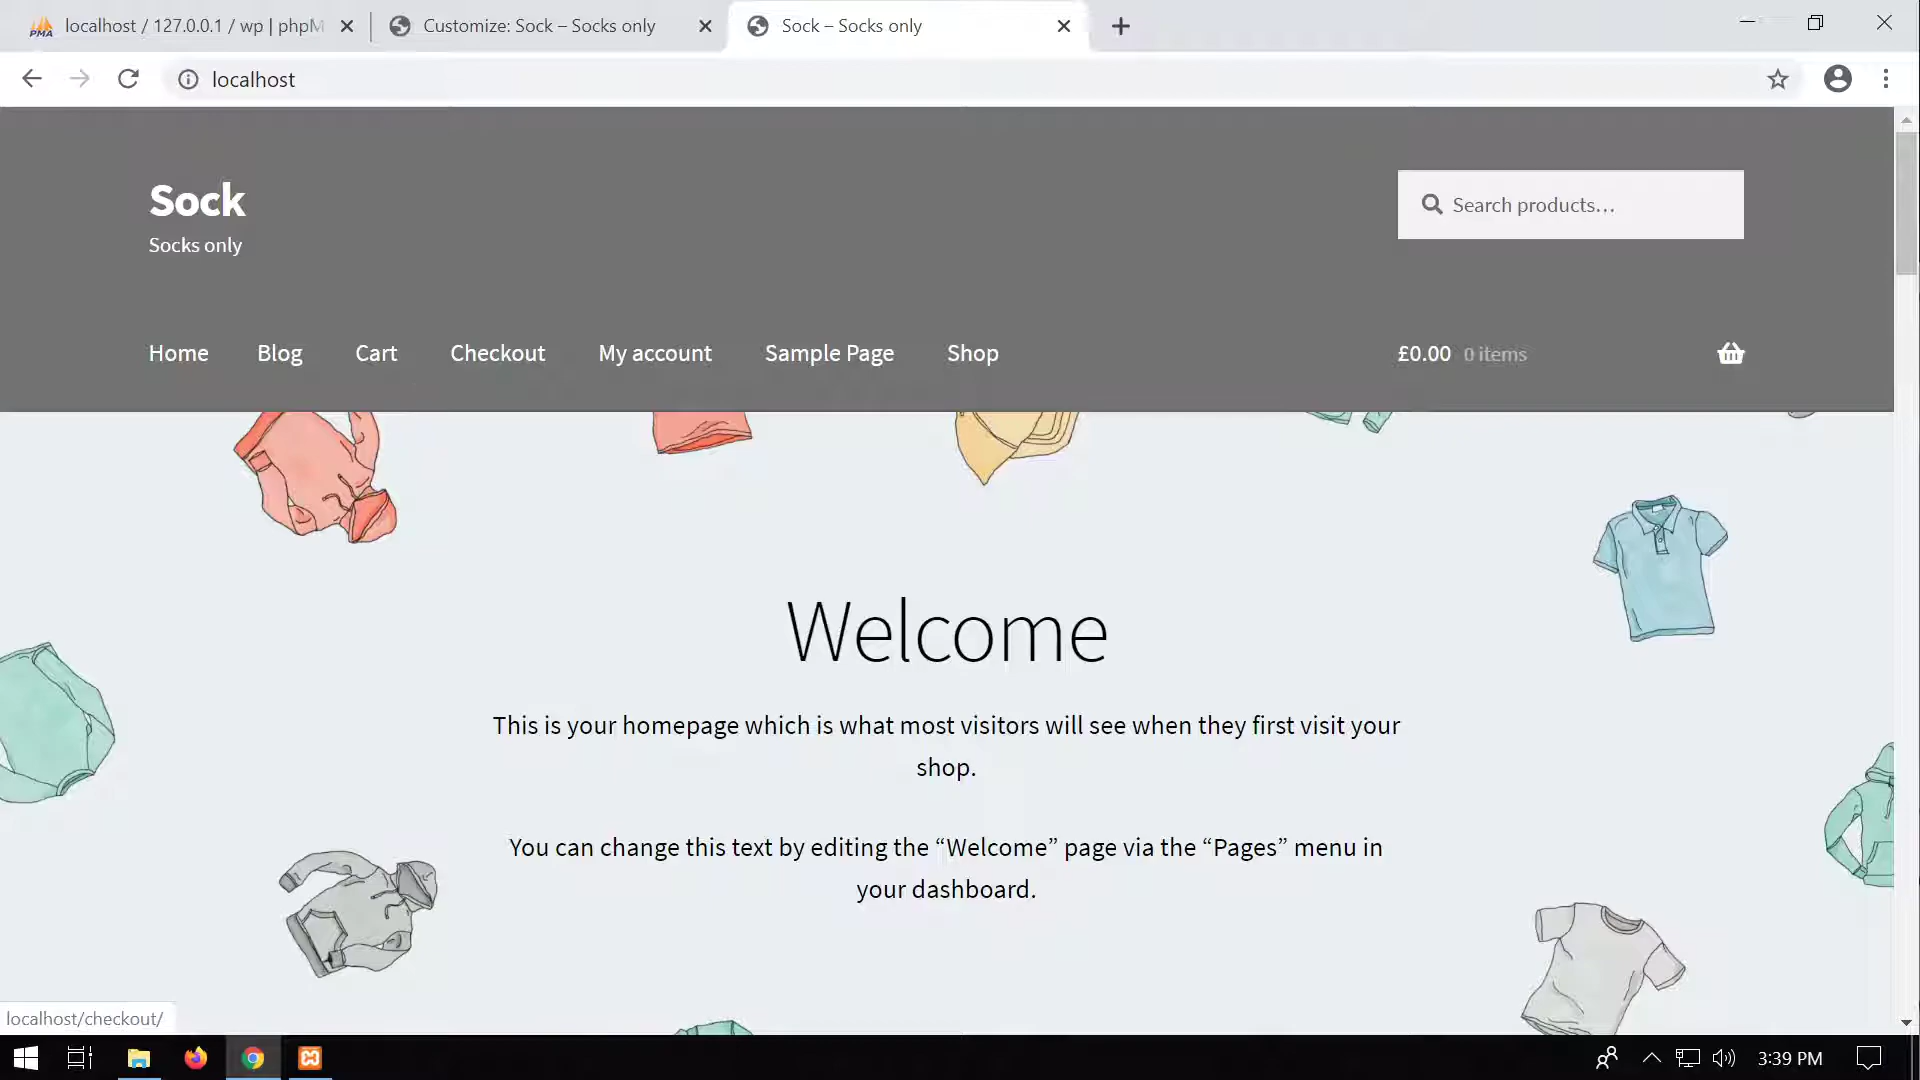 localhost / 127.0.0.1 / wp | phpM
Customize: Sock – Socks only
Sock – Socks only
localhost
Sock
Socks only
Search products…
Home
Blog
Cart
Checkout
My account
Sample Page
Shop
£0.00 0 items
Welcome
This is your homepage which is what most visitors will see when they first visit your
shop.
You can change this text by editing the “Welcome” page via the “Pages” menu in
your dashboard.
localhost/checkout/
3:39 PM